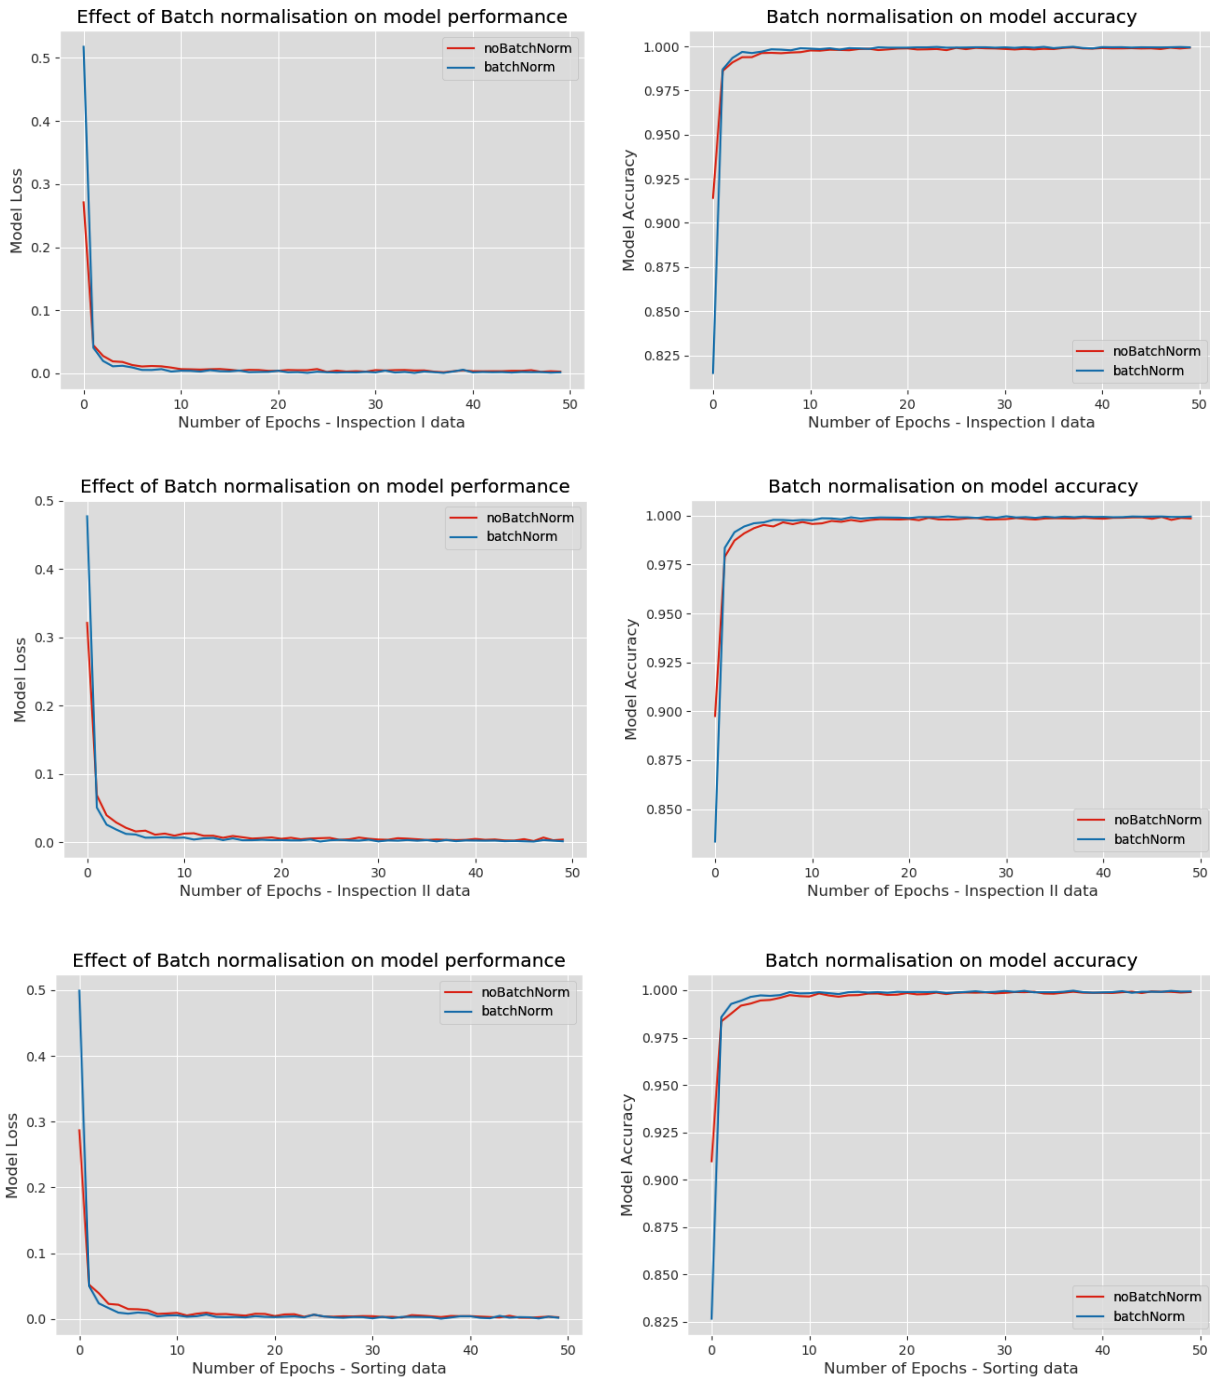 Effect of Batch normalisation on model performance
0.5
0.4
0.3
0.2
0.1
0.0
Model Loss
noBatchNorm
batchNorm
0 10 20 30 40 50
Number of Epochs - Inspection I data
Batch normalisation on model accuracy
1.000
0.975
0.950
0.925
0.900
0.875
0.850
0.825
Model Accuracy
noBatchNorm
batchNorm
0 10 20 30 40 50
Number of Epochs - Inspection I data
Effect of Batch normalisation on model performance
0.5
0.4
0.3
0.2
0.1
0.0
Model Loss
noBatchNorm
batchNorm
0 10 20 30 40 50
Number of Epochs - Inspection II data
Batch normalisation on model accuracy
1.000
0.975
0.950
0.925
0.900
0.875
0.850
Model Accuracy
noBatchNorm
batchNorm
0 10 20 30 40 50
Number of Epochs - Inspection II data
Effect of Batch normalisation on model performance
0.5
0.4
0.3
0.2
0.1
0.0
Model Loss
noBatchNorm
batchNorm
0 10 20 30 40 50
Number of Epochs - Sorting data
Batch normalisation on model accuracy
1.000
0.975
0.950
0.925
0.900
0.875
0.850
0.825
Model Accuracy
noBatchNorm
batchNorm
0 10 20 30 40 50
Number of Epochs - Sorting data